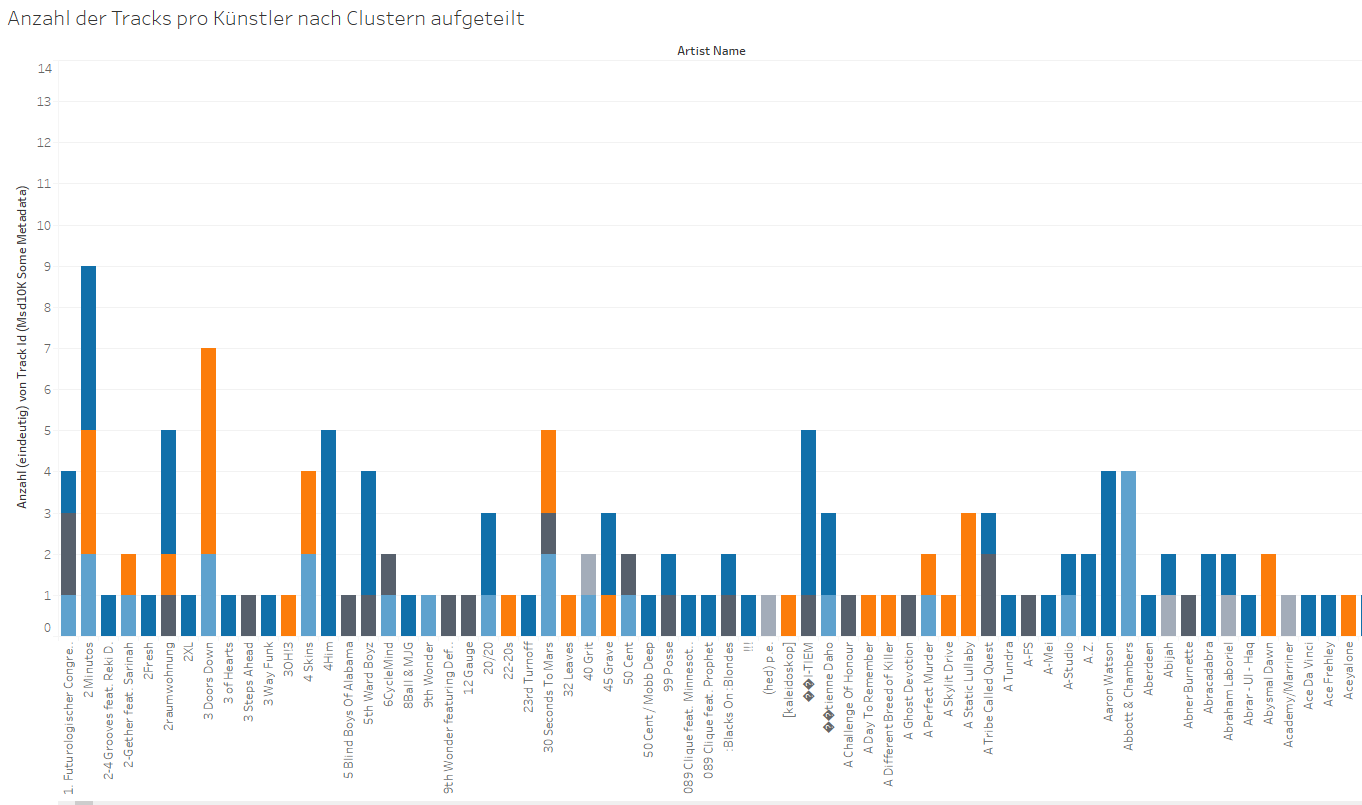 Anzahl der Tracks pro Künstler nach Clustern aufgeteilt
Artist Name
Anzahl (eindeutig) von Track Id (Msd10K Some Metadata)
14
13
12
11
10
9
8
7
6
5
4
3
2
1
0
1. Futurologischer Congre..
2 Minutos
2-4 Grooves feat. Reki D.
2-Gether feat. Sarinah
2Fresh
2raumwohnung
2XL
3 Doors Down
3 of Hearts
3 Steps Ahead
3 Way Funk
3OH!3
4 Skins
4Him
5 Blind Boys Of Alabama
5th Ward Boyz
6CycleMind
8Ball & MJG
9th Wonder
9th Wonder featuring Def..
12 Gauge
20/20
22-20s
23rd Turnoff
30 Seconds To Mars
32 Leaves
40 Grit
45 Grave
50 Cent
50 Cent / Mobb Deep
99 Posse
089 Clique feat. Minnesot..
089 Clique feat. Prophet
:Blacks On :Blondes
!!!
(hed) p.e.
[kaleidoskop]
��I-TIEM
��tienne Daho
A Challenge Of Honour
A Day To Remember
A Different Breed of Killer
A Ghost Devotion
A Perfect Murder
A Skylit Drive
A Static Lullaby
A Tribe Called Quest
A Tundra
A-FS
A-Mei
A-Studio
A.Z.
Aaron Watson
Abbott & Chambers
Aberdeen
Abijah
Abner Burnette
Abracadabra
Abraham Laboriel
Abrar - Ul - Haq
Abysmal Dawn
Academy/Marriner
Ace Da Vinci
Ace Frehley
Aceyalone